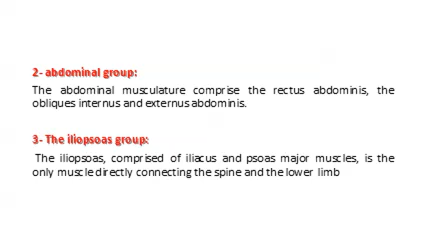 2- abdominal group:
The abdominal musculature comprise the rectus abdominis, the
obliques internus and externus abdominis.
3- The iliopsoas group:
The iliopsoas, comprised of iliacus and psoas major muscles, is the
only muscle directly connecting the spine and the lower limb